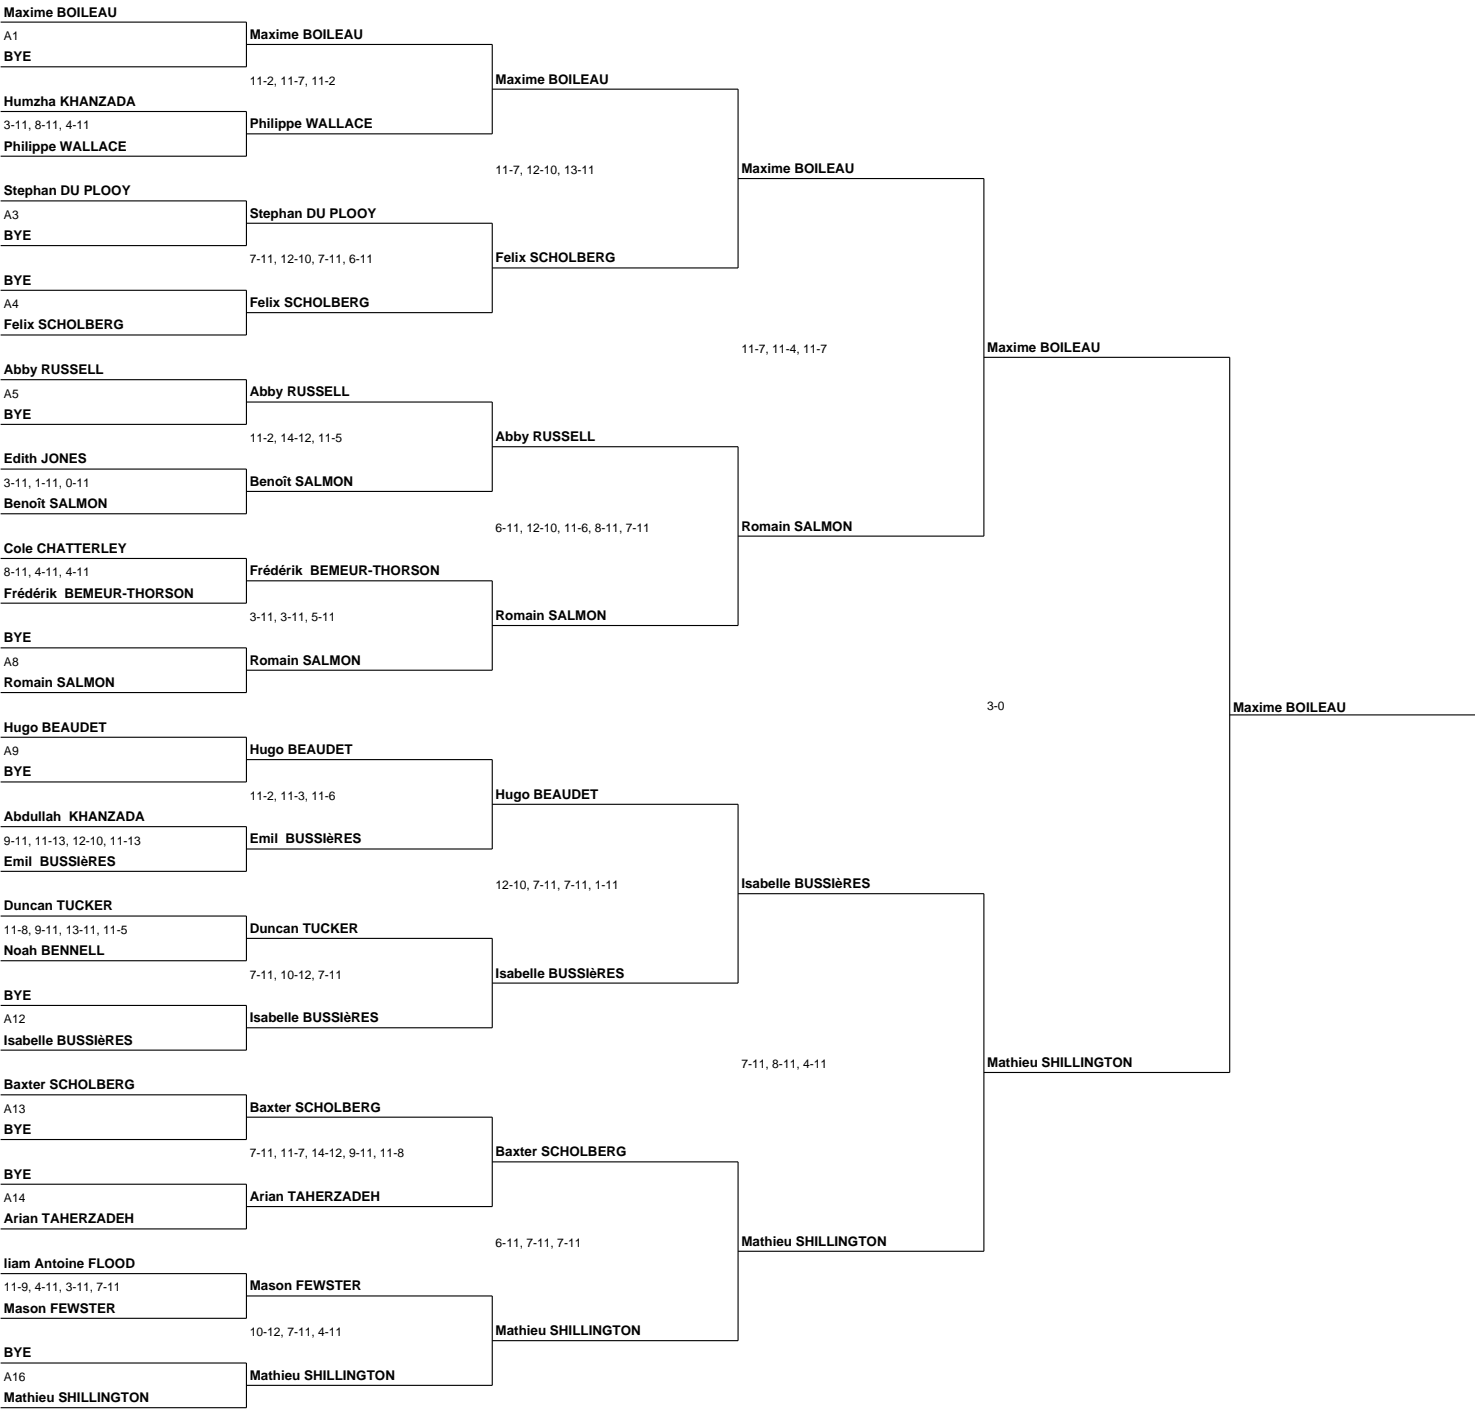 Maxime BOILEAU
A1
BYE
Humzha KHANZADA
3-11, 8-11, 4-11
Philippe WALLACE
Stephan DU PLOOY
A3
BYE
BYE
A4
Felix SCHOLBERG
Abby RUSSELL
A5
BYE
Edith JONES
3-11, 1-11, 0-11
Benoît SALMON
Cole CHATTERLEY
8-11, 4-11, 4-11
Frédérik  BEMEUR-THORSON
BYE
A8
Romain SALMON
Hugo BEAUDET
A9
BYE
Abdullah  KHANZADA
9-11, 11-13, 12-10, 11-13
Emil  BUSSIèRES
Duncan TUCKER
11-8, 9-11, 13-11, 11-5
Noah BENNELL
BYE
A12
Isabelle BUSSIèRES
Baxter SCHOLBERG
A13
BYE
BYE
A14
Arian TAHERZADEH
liam Antoine FLOOD
11-9, 4-11, 3-11, 7-11
Mason FEWSTER
BYE
A16
Mathieu SHILLINGTON
Maxime BOILEAU
11-2, 11-7, 11-2
Philippe WALLACE
Stephan DU PLOOY
7-11, 12-10, 7-11, 6-11
Felix SCHOLBERG
Abby RUSSELL
11-2, 14-12, 11-5
Benoît SALMON
Frédérik  BEMEUR-THORSON
3-11, 3-11, 5-11
Romain SALMON
Hugo BEAUDET
11-2, 11-3, 11-6
Emil  BUSSIèRES
Duncan TUCKER
7-11, 10-12, 7-11
Isabelle BUSSIèRES
Baxter SCHOLBERG
7-11, 11-7, 14-12, 9-11, 11-8
Arian TAHERZADEH
Mason FEWSTER
10-12, 7-11, 4-11
Mathieu SHILLINGTON
Maxime BOILEAU
11-7, 12-10, 13-11
Felix SCHOLBERG
Abby RUSSELL
6-11, 12-10, 11-6, 8-11, 7-11
Romain SALMON
Hugo BEAUDET
12-10, 7-11, 7-11, 1-11
Isabelle BUSSIèRES
Baxter SCHOLBERG
6-11, 7-11, 7-11
Mathieu SHILLINGTON
Maxime BOILEAU
11-7, 11-4, 11-7
Romain SALMON
Isabelle BUSSIèRES
7-11, 8-11, 4-11
Mathieu SHILLINGTON
Maxime BOILEAU
3-0
Mathieu SHILLINGTON
Maxime BOILEAU